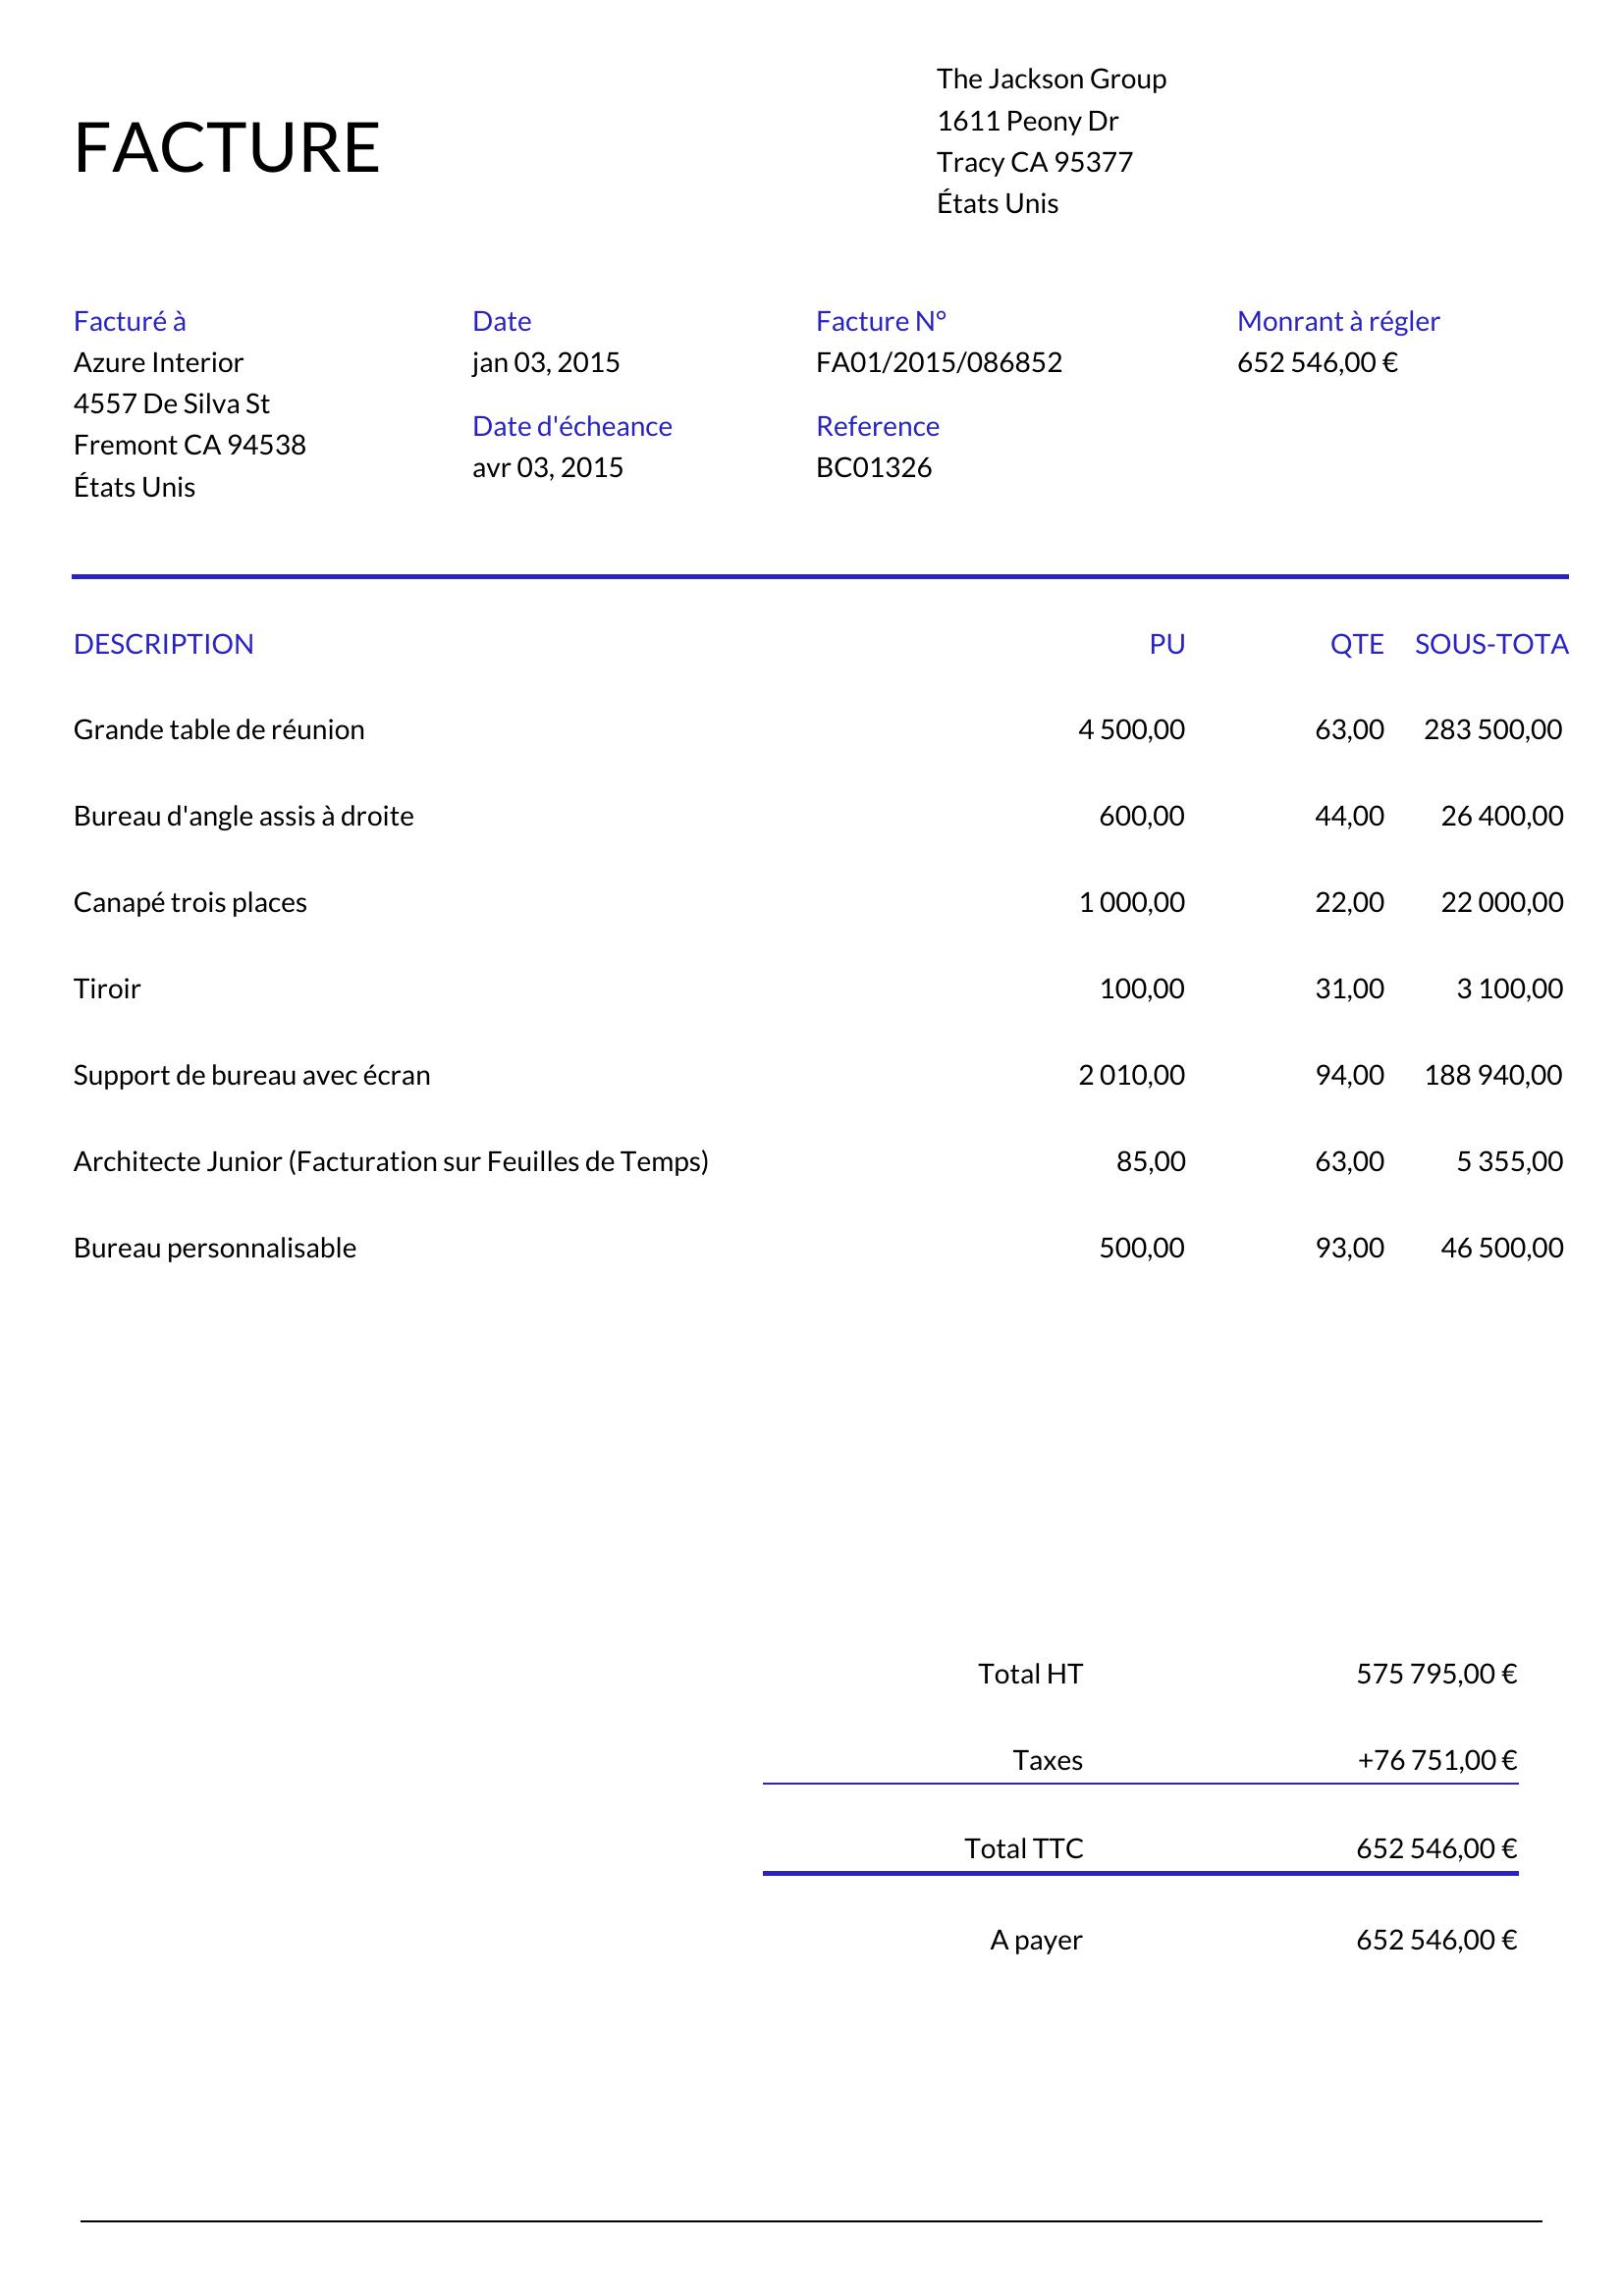 The Jackson Group
1611 Peony Dr
Tracy CA 95377
États Unis
FACTURE
Facturé à
Azure Interior
4557 De Silva St
Fremont CA 94538
États Unis
Date
jan 03, 2015
Date d'écheance
avr 03, 2015
Facture N°
FA01/2015/086852
Reference
BC01326
Monrant à régler
652 546,00 €
DESCRIPTION PU QTE SOUS-TOTA
Grande table de réunion 4 500,00 63,00 283 500,00
Bureau d'angle assis à droite 600,00 44,00 26 400,00
Canapé trois places 1 000,00 22,00 22 000,00
Tiroir 100,00 31,00 3 100,00
Support de bureau avec écran 2 010,00 94,00 188 940,00
Architecte Junior (Facturation sur Feuilles de Temps) 85,00 63,00 5 355,00
Bureau personnalisable 500,00 93,00 46 500,00
Total HT 575 795,00 €
Taxes +76 751,00 €
Total TTC 652 546,00 €
A payer 652 546,00 €